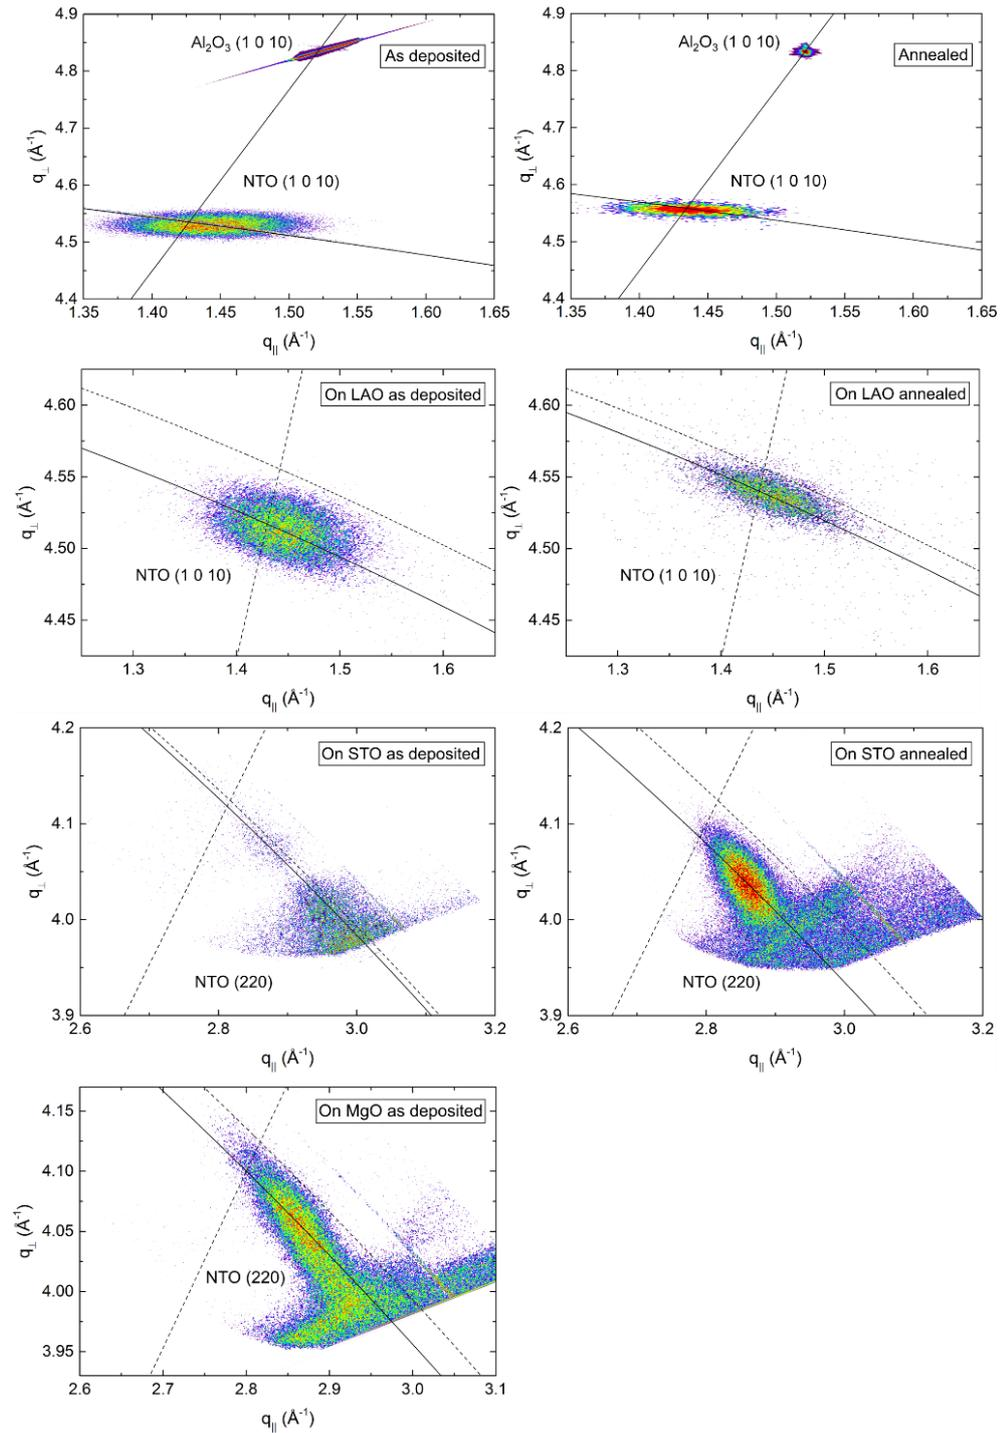 4.9
Al₂O₃ (1 0 10)
As deposited
4.8
4.7
q⊥ (Å⁻¹)
4.6
NTO (1 0 10)
4.5
4.4
1.35 1.40 1.45 1.50 1.55 1.60 1.65
q|| (Å⁻¹)
4.9
Al₂O₃ (1 0 10)
Annealed
4.8
4.7
q⊥ (Å⁻¹)
4.6
NTO (1 0 10)
4.5
4.4
1.35 1.40 1.45 1.50 1.55 1.60 1.65
q|| (Å⁻¹)
On LAO as deposited
4.60
4.55
q⊥ (Å⁻¹)
4.50
NTO (1 0 10)
4.45
1.3 1.4 1.5 1.6
q|| (Å⁻¹)
On LAO annealed
4.60
4.55
q⊥ (Å⁻¹)
4.50
NTO (1 0 10)
4.45
1.3 1.4 1.5 1.6
q|| (Å⁻¹)
4.2
On STO as deposited
4.1
q⊥ (Å⁻¹)
4.0
NTO (220)
3.9
2.6 2.8 3.0 3.2
q|| (Å⁻¹)
4.2
On STO annealed
4.1
q⊥ (Å⁻¹)
4.0
NTO (220)
3.9
2.6 2.8 3.0 3.2
q|| (Å⁻¹)
4.15
On MgO as deposited
4.10
4.05
q⊥ (Å⁻¹)
NTO (220)
4.00
3.95
2.6 2.7 2.8 2.9 3.0 3.1
q|| (Å⁻¹)